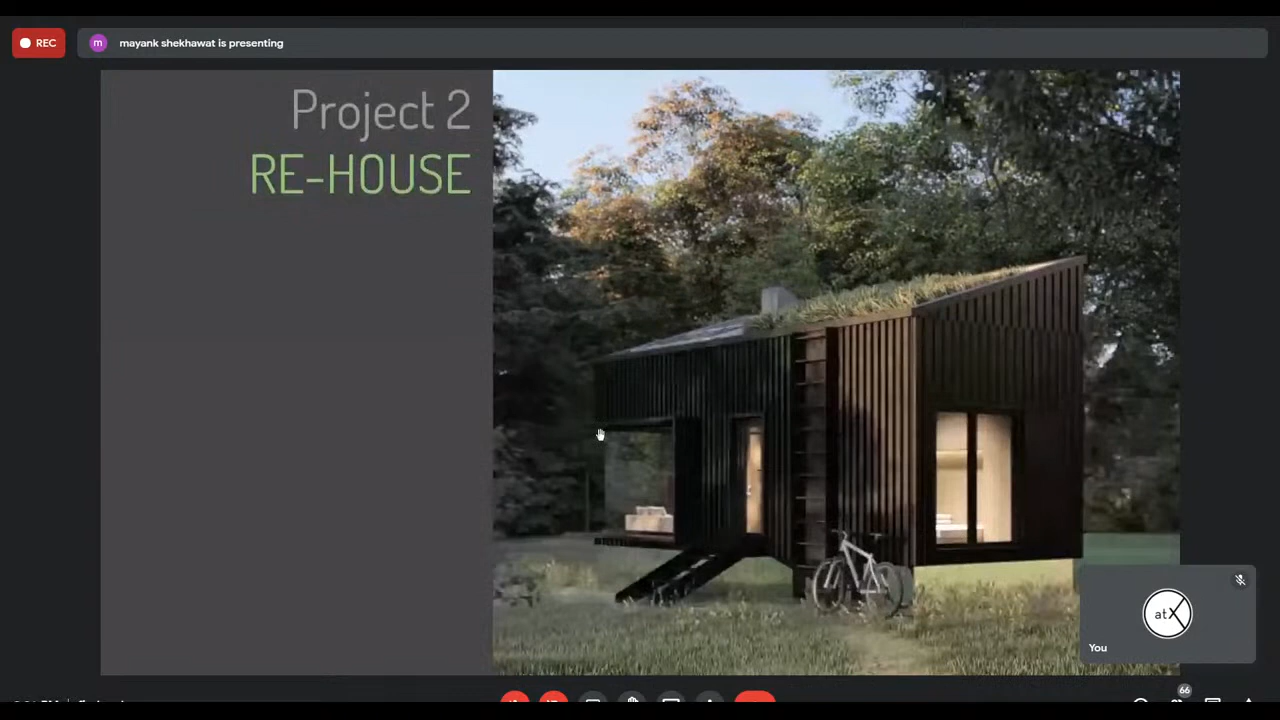 REC
m
mayank shekhawat is presenting
Project 2
RE-HOUSE
atX
You
66